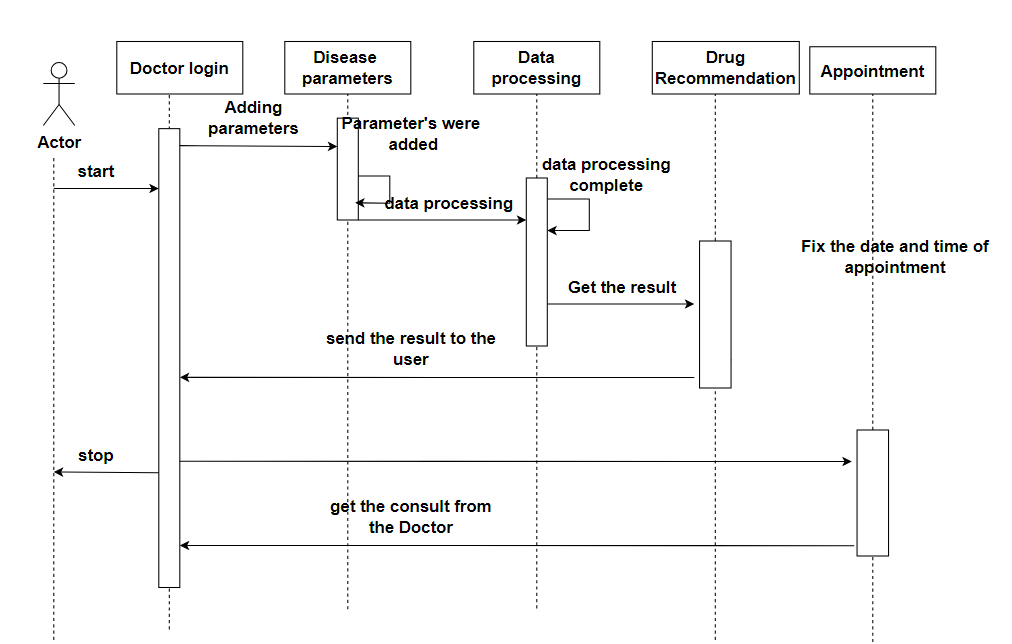 Doctor login
Disease
parameters
Data
processing
Drug
Recommendation
Appointment
Actor
Adding
parameters
Parameter's were
added
start
data processing
complete
data processing
Fix the date and time of
appointment
Get the result
send the result to the
user
stop
get the consult from
the Doctor